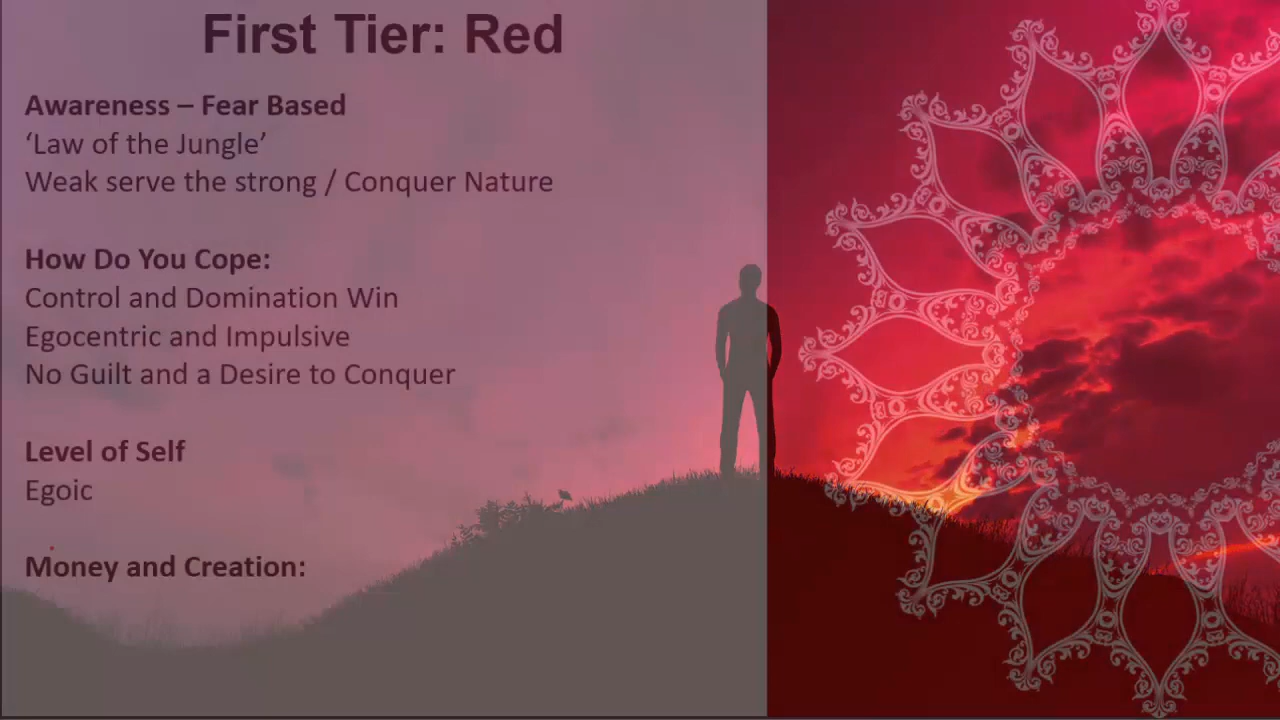 First Tier: Red
Awareness – Fear Based
‘Law of the Jungle’
Weak serve the strong / Conquer Nature
How Do You Cope:
Control and Domination Win
Egocentric and Impulsive
No Guilt and a Desire to Conquer
Level of Self
Egoic
Money and Creation: